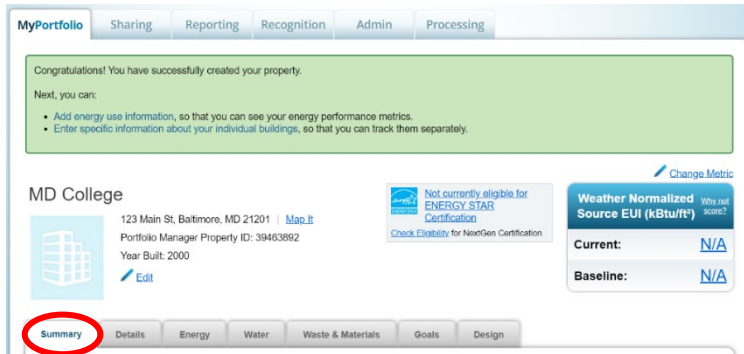 MyPortfolio Sharing Reporting Recognition Admin Processing
Congratulations! You have successfully created your property.
Next, you can:
• Add energy use information, so that you can see your energy performance metrics.
• Enter specific information about your individual buildings, so that you can track them separately.
Change Metric
MD College
123 Main St, Baltimore, MD 21201 | Map It
Portfolio Manager Property ID: 39463892
Year Built: 2000
Edit
Not currently eligible for
ENERGY STAR
Certification
Check Eligibility for NextGen Certification
Weather Normalized Why not
Source EUI (kBtu/ft²) score?
Current: N/A
Baseline: N/A
Summary Details Energy Water Waste & Materials Goals Design